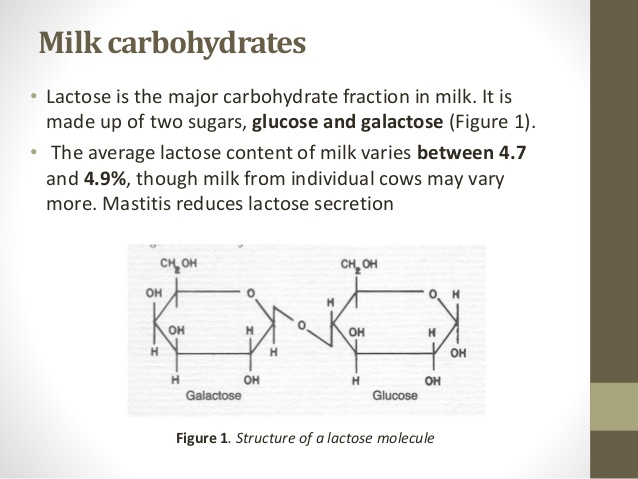 Milk carbohydrates
• Lactose is the major carbohydrate fraction in milk. It is
made up of two sugars, glucose and galactose (Figure 1).
• The average lactose content of milk varies between 4.7
and 4.9%, though milk from individual cows may vary
more. Mastitis reduces lactose secretion
CH2OH CH2OH
OH O H O H
OH H O OH H
H H H OH
H OH H OH
Galactose Glucose
Figure 1. Structure of a lactose molecule